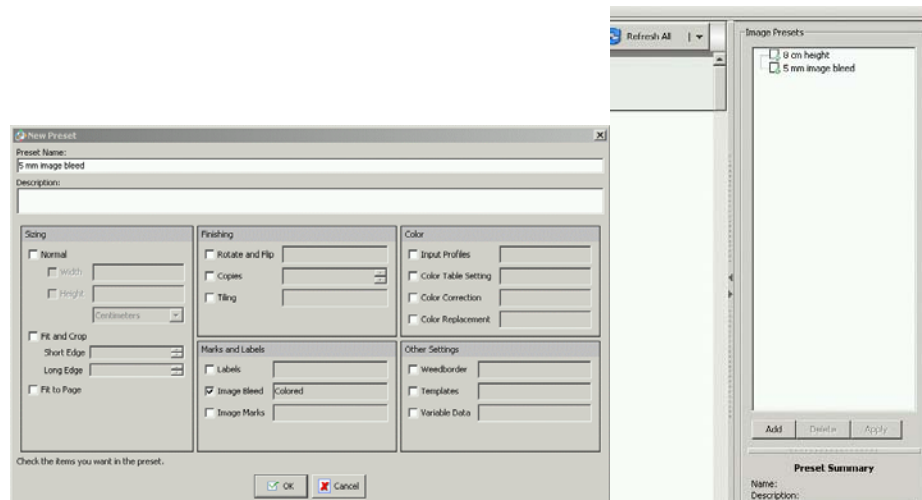 New Preset
Preset Name:
5 mm image bleed
Description:
Sizing
Normal
Width
Height
Centimeters
Fit and Crop
Short Edge
Long Edge
Fit to Page
Finishing
Rotate and Flip
Copies
Tiling
Marks and Labels
Labels
Image Bleed Colored
Image Marks
Color
Input Profiles
Color Table Setting
Color Correction
Color Replacement
Other Settings
Weedborder
Templates
Variable Data
Check the items you want in the preset.
OK Cancel
Refresh All
Image Presets
8 cm height
5 mm image bleed
Add Delete Apply
Preset Summary
Name:
Description: